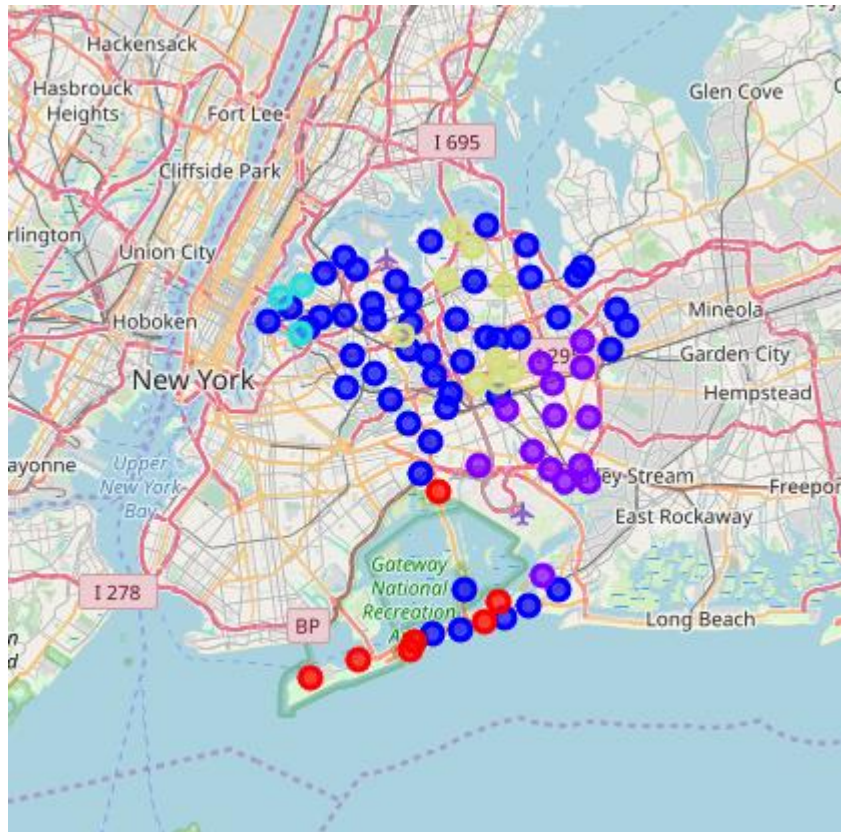 Hackensack
Hasbrouck
Heights
Fort Lee
Glen Cove
I 695
Cliffside Park
rlington
Union City
Hoboken
Mineola
Garden City
New York
Hempstead
ayonne
Upper
New York
Bay
ey Stream
Freepor
East Rockaway
Gateway
National
Recreation
I 278
BP
Long Beach